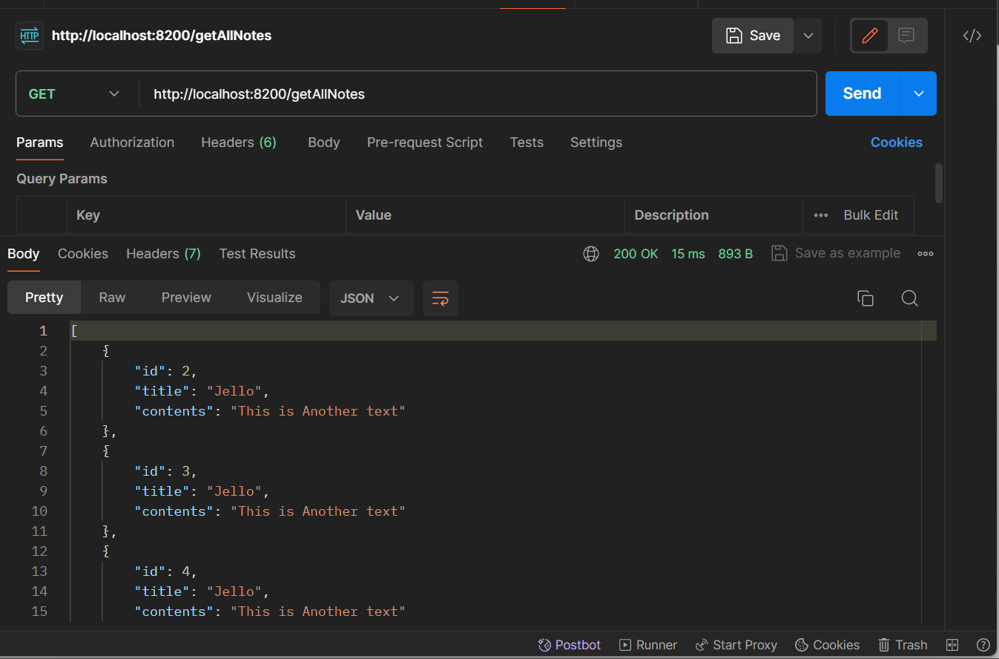 HTTP http://localhost:8200/getAllNotes Save
GET http://localhost:8200/getAllNotes Send
Params Authorization Headers (6) Body Pre-request Script Tests Settings Cookies
Query Params
Key Value Description Bulk Edit
Body Cookies Headers (7) Test Results 200 OK 15 ms 893 B Save as example
Pretty Raw Preview Visualize JSON
1 [
2 {
3 "id": 2,
4 "title": "Jello",
5 "contents": "This is Another text"
6 },
7 {
8 "id": 3,
9 "title": "Jello",
10 "contents": "This is Another text"
11 },
12 {
13 "id": 4,
14 "title": "Jello",
15 "contents": "This is Another text"
Postbot Runner Start Proxy Cookies Trash